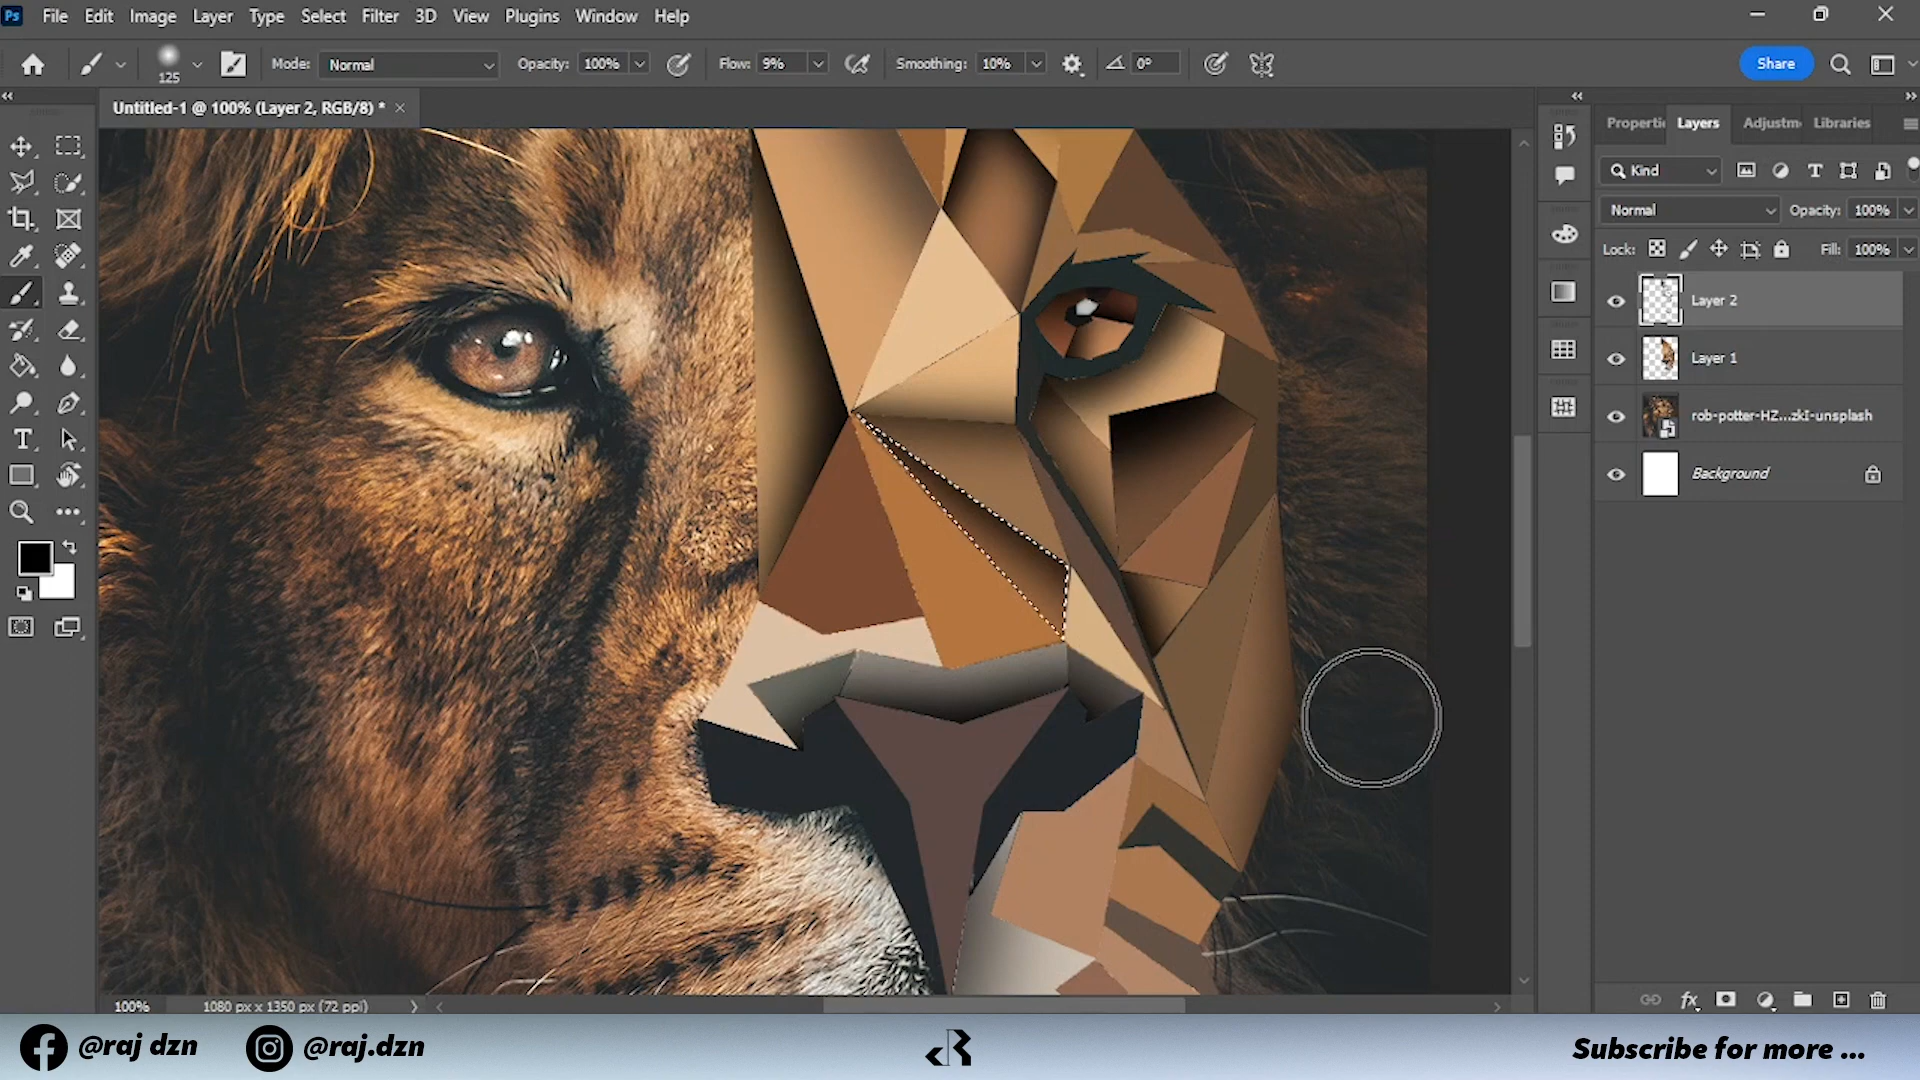 Ps File Edit Image Layer Type Select Filter 3D View Plugins Window Help
125 Mode: Normal Opacity: 100% Flow: 9% Smoothing: 10% 0° Share
Untitled-1 @ 100% (Layer 2, RGB/8) *
Properti Layers Adjustm Libraries
Kind
Normal Opacity: 100%
Lock: Fill: 100%
Layer 2
Layer 1
rob-potter-HZ...zkI-unsplash
Background
100% 1080 px x 1350 px (72 ppi)
@raj dzn @raj.dzn Subscribe for more ...